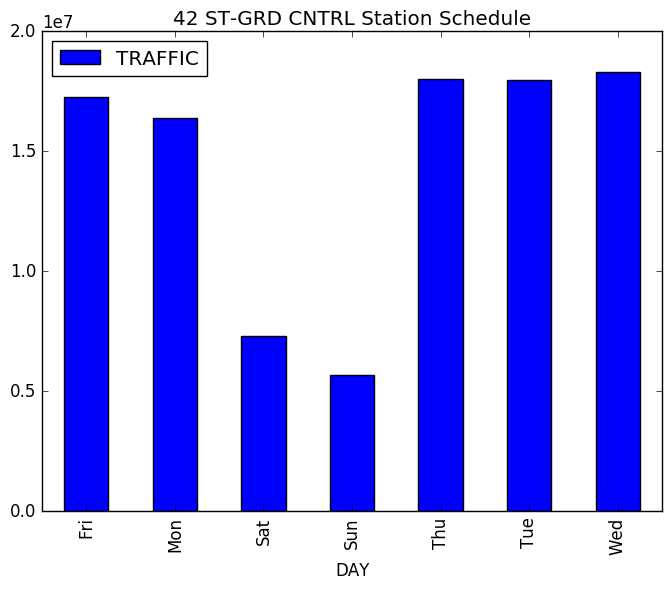 42 ST-GRD CNTRL Station Schedule
1e7
TRAFFIC
2.0
1.5
1.0
0.5
0.0
Fri
Mon
Sat
Sun
Thu
Tue
Wed
DAY